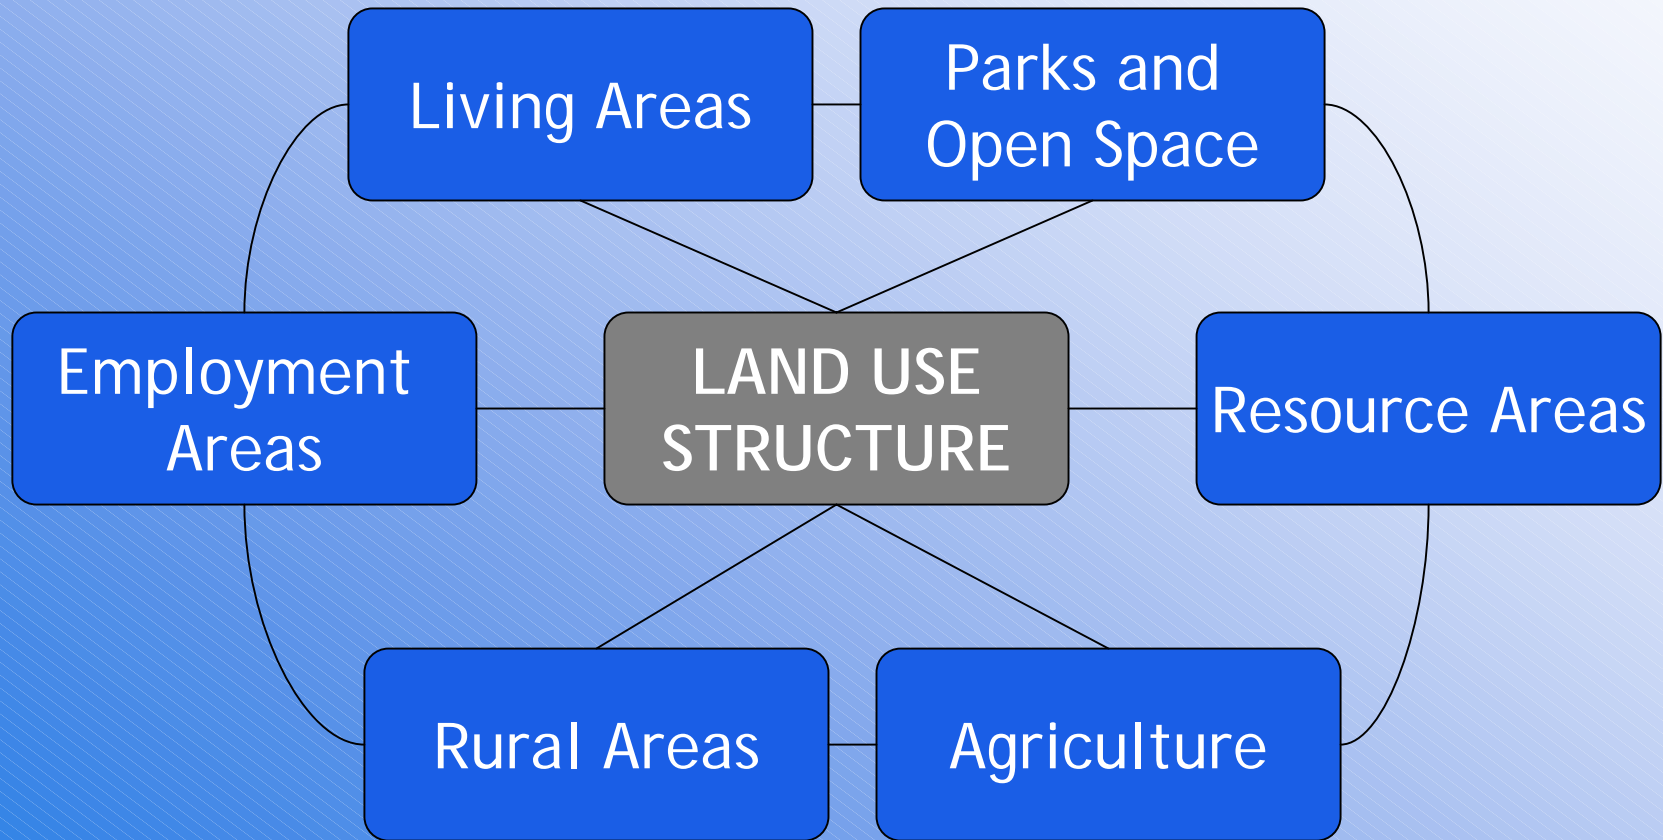 Living Areas
Parks and
Open Space
Employment
Areas
LAND USE
STRUCTURE
Resource Areas
Rural Areas
Agriculture